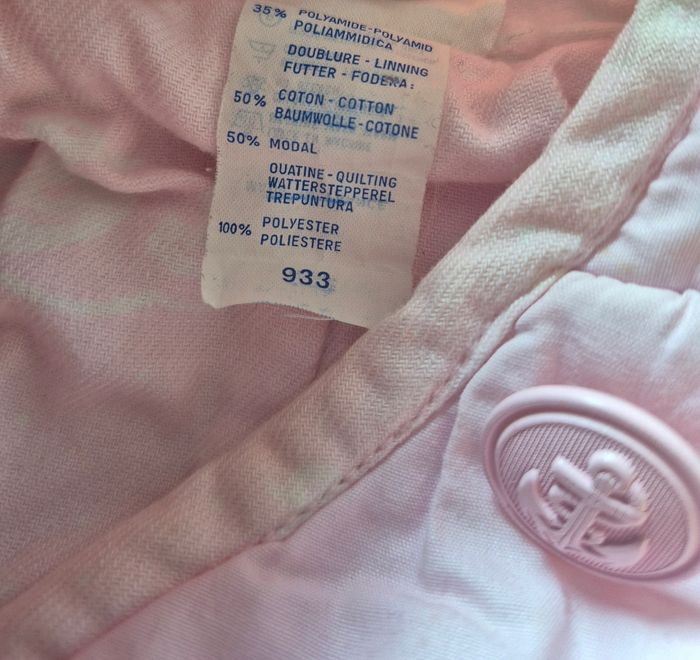 35% POLYAMIDE-POLYAMID
POLIAMMIDICA
DOUBLURE - LINNING
FUTTER - FODERA:
50% COTON - COTTON
BAUMWOLLE - COTONE
50% MODAL
OUATINE - QUILTING
WATTERSTEPPEREL
TREPUNTURA
100% POLYESTER
POLIESTERE
933